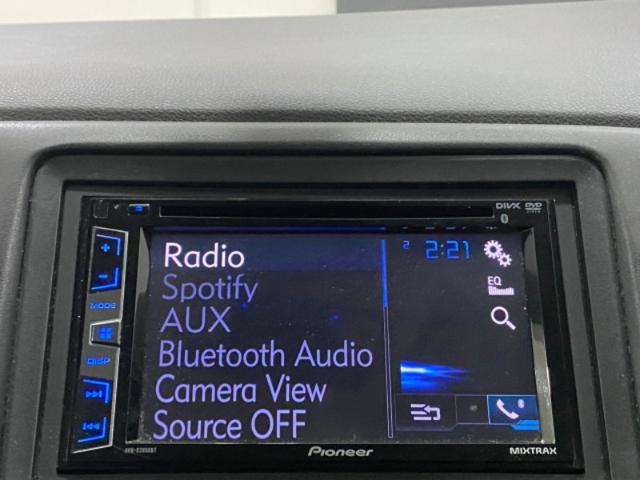 DIVX DVD
2 2:21
Radio
EQ
Spotify
MODE
AUX
Bluetooth Audio
DISP
Camera View
Source OFF
Pioneer
MIXTRAX